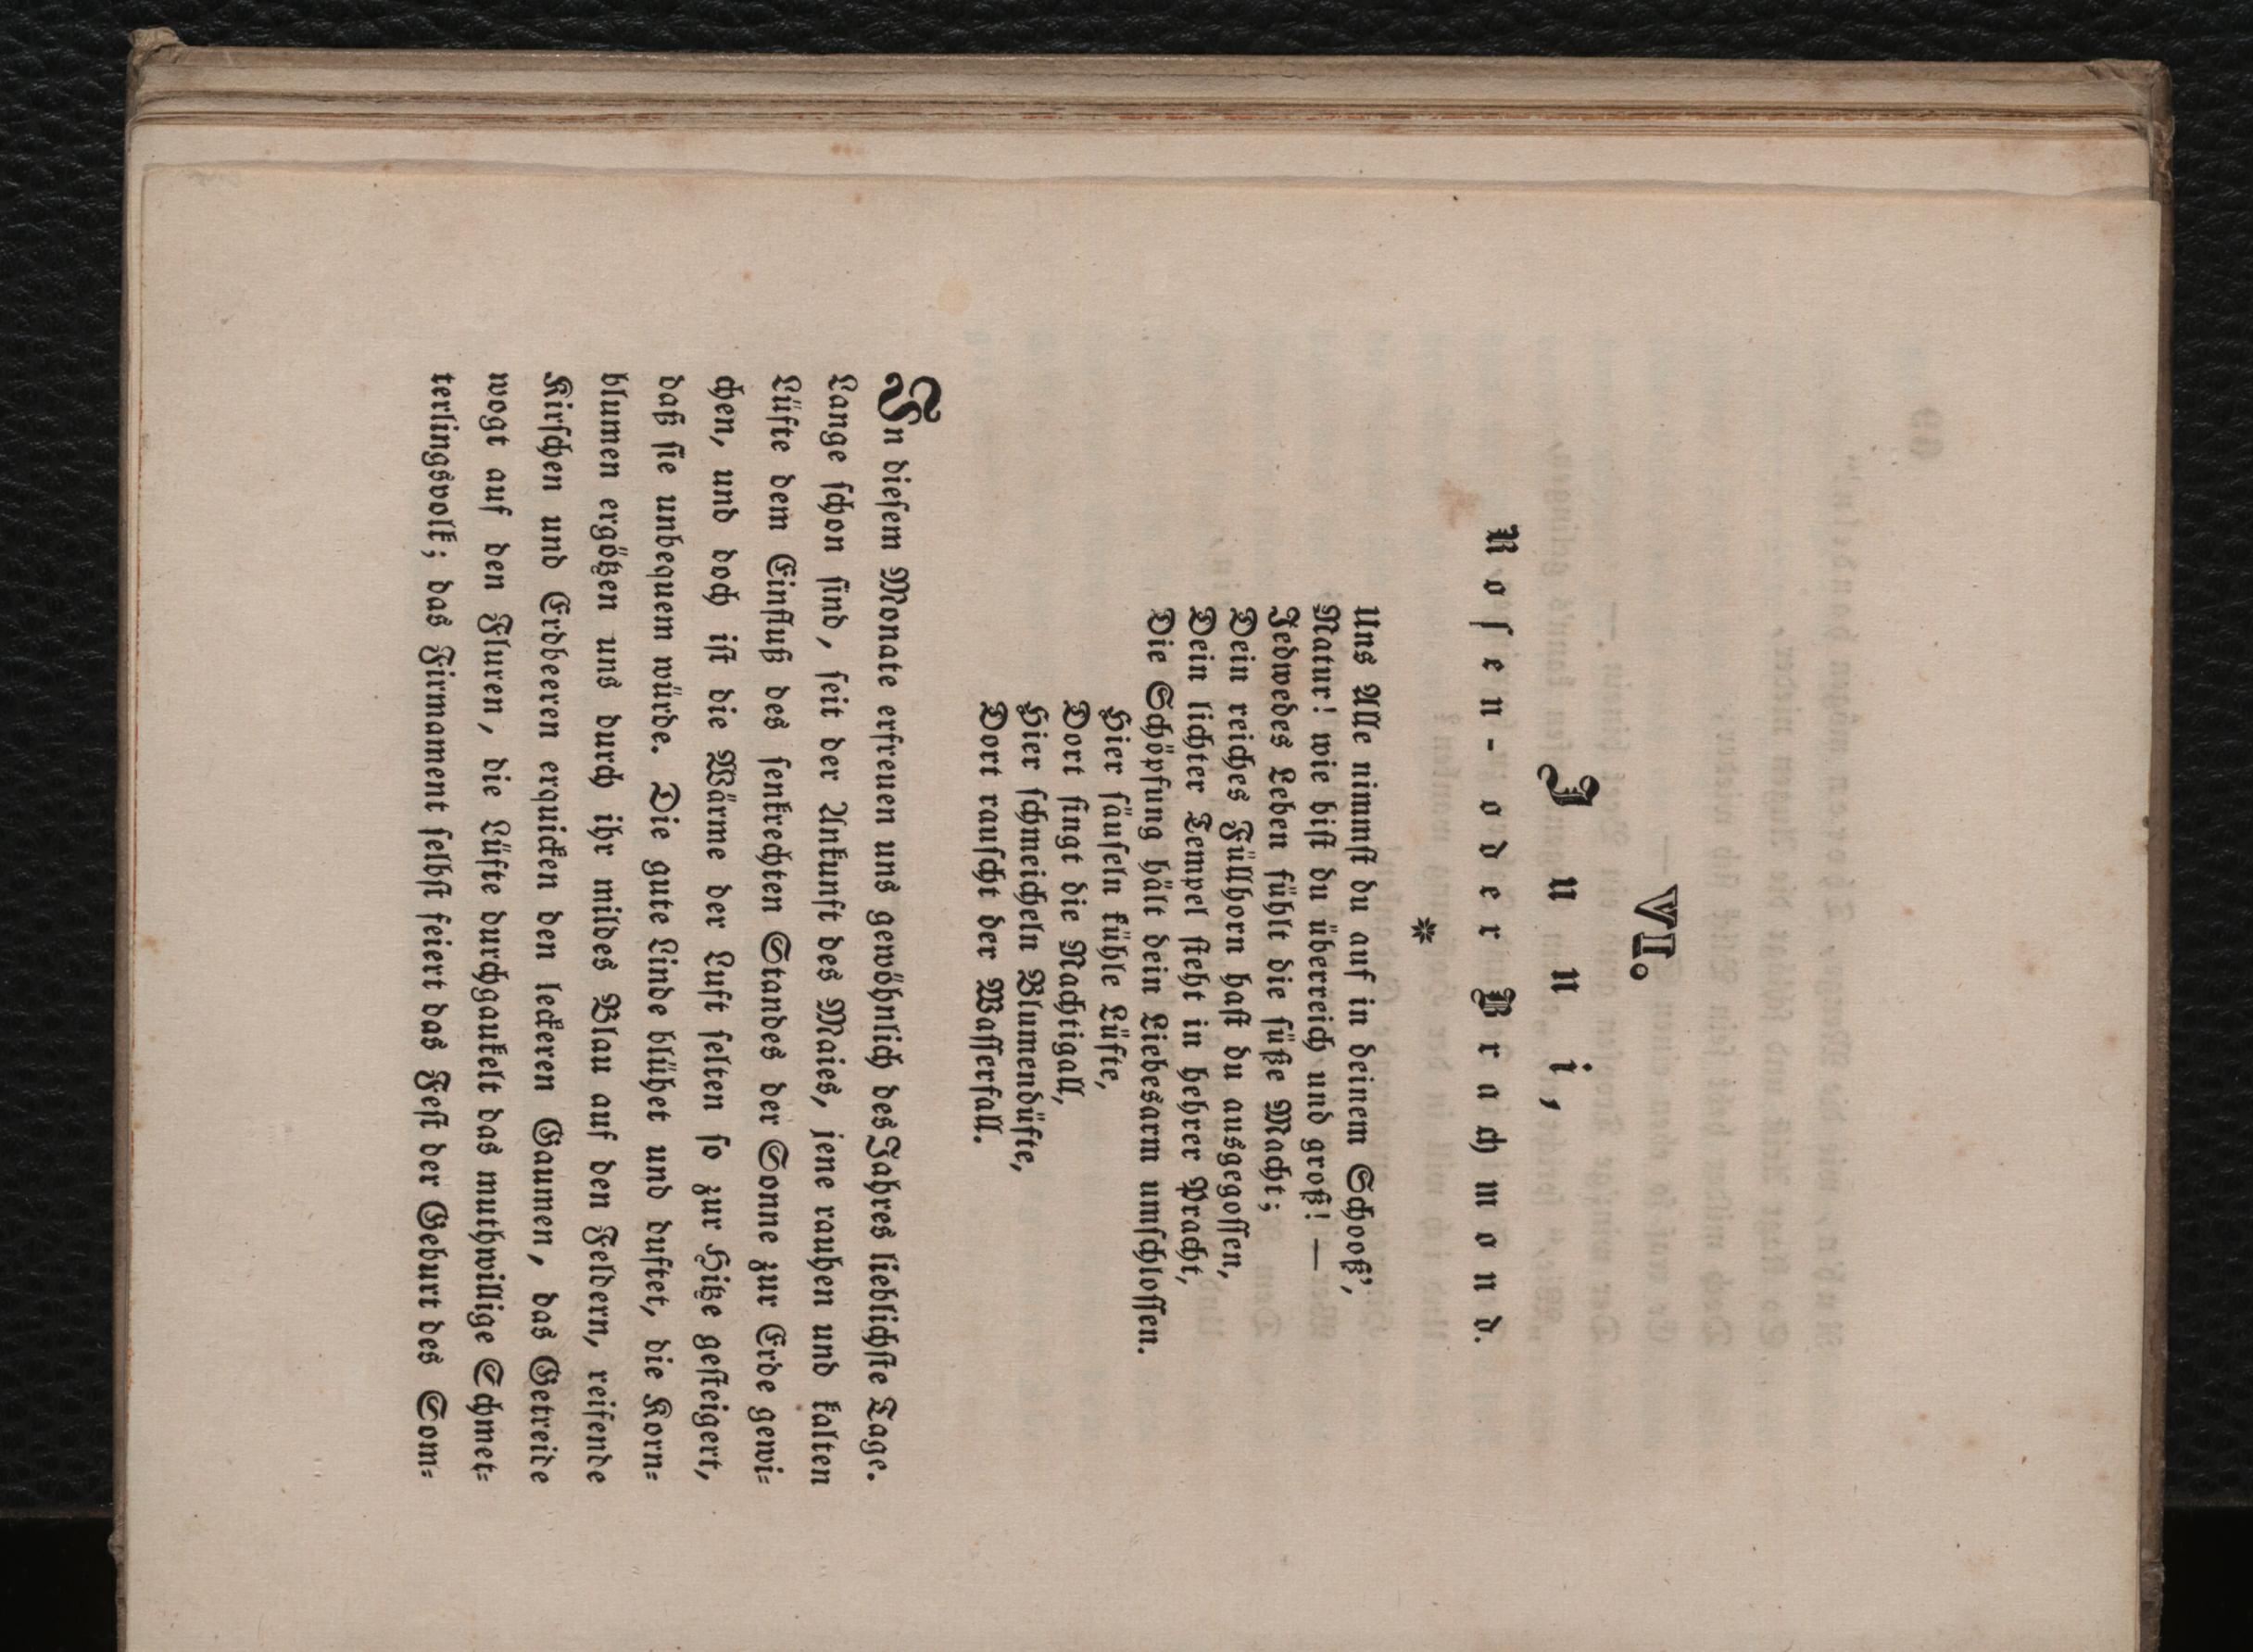 VI.
Juni,
Rosen- oder Brachmond.
*
Uns Alle nimmst du auf in deinem Schooß',
Natur! wie bist du überreich und groß! —
Jedwedes Leben fühlt die süße Macht;
Dein reiches Füllhorn hast du ausgegossen,
Dein lichter Tempel steht in hehrer Pracht,
Die Schöpfung hält dein Liebesarm umschlossen.
Hier säuseln kühle Lüfte,
Dort singt die Nachtigall,
Hier schmeicheln Blumendüfte,
Dort rauscht der Wasserfall.
In diesem Monate erfreuen uns gewöhnlich des Jahres lieblichste Tage.
Lange schon sind, seit der Ankunft des Maies, jene rauhen und kalten
Lüfte dem Einfluß des senkrechten Standes der Sonne zur Erde gewi-
chen, und doch ist die Wärme der Luft selten so zur Hitze gesteigert,
daß sie unbequem würde. Die gute Linde blühet und duftet, die Korn-
blumen ergötzen uns durch ihr mildes Blau auf den Feldern, reifende
Kirschen und Erdbeeren erquicken den leckeren Gaumen, das Getreide
wogt auf den Fluren, die Lüfte durchgaukelt das muthwillige Schmet-
terlingsvolk; das Firmament selbst feiert das Fest der Geburt des Som-